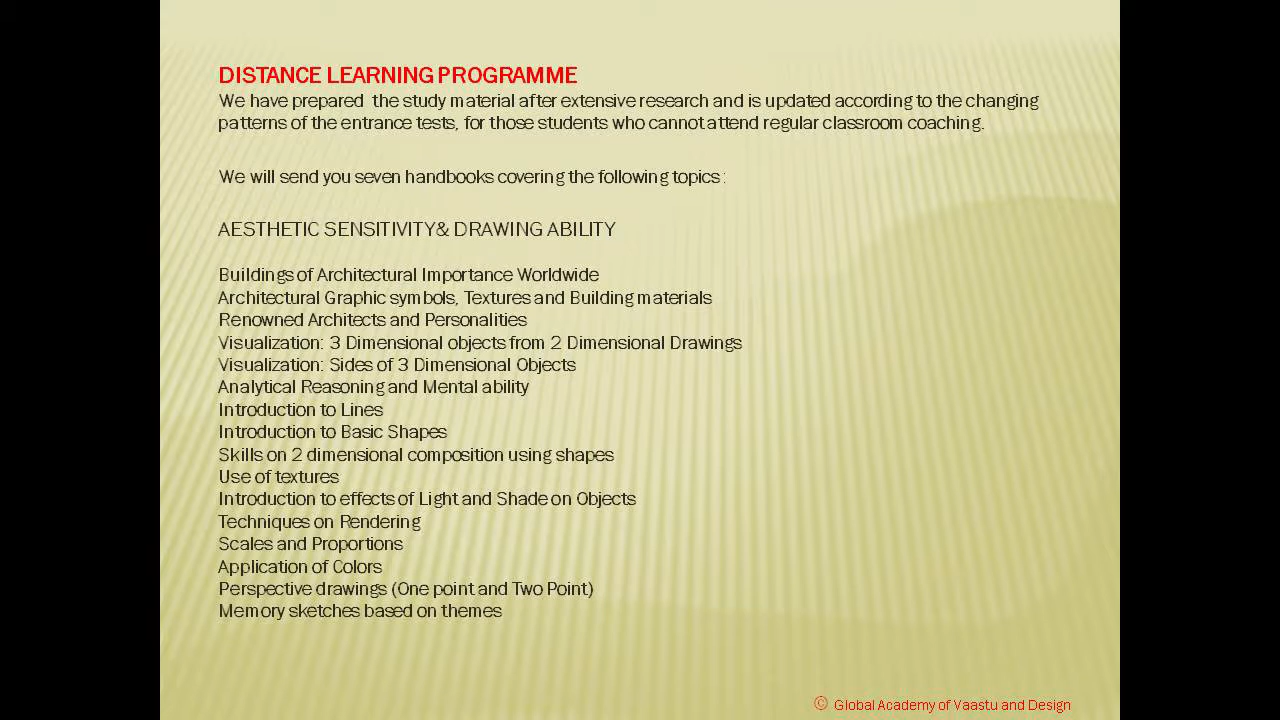 DISTANCE LEARNING PROGRAMME
We have prepared the study material after extensive research and is updated according to the changing
patterns of the entrance tests, for those students who cannot attend regular classroom coaching.
We will send you seven handbooks covering the following topics :
AESTHETIC SENSITIVITY& DRAWING ABILITY
Buildings of Architectural Importance Worldwide
Architectural Graphic symbols, Textures and Building materials
Renowned Architects and Personalities
Visualization: 3 Dimensional objects from 2 Dimensional Drawings
Visualization: Sides of 3 Dimensional Objects
Analytical Reasoning and Mental ability
Introduction to Lines
Introduction to Basic Shapes
Skills on 2 dimensional composition using shapes
Use of textures
Introduction to effects of Light and Shade on Objects
Techniques on Rendering
Scales and Proportions
Application of Colors
Perspective drawings (One point and Two Point)
Memory sketches based on themes
© Global Academy of Vaastu and Design